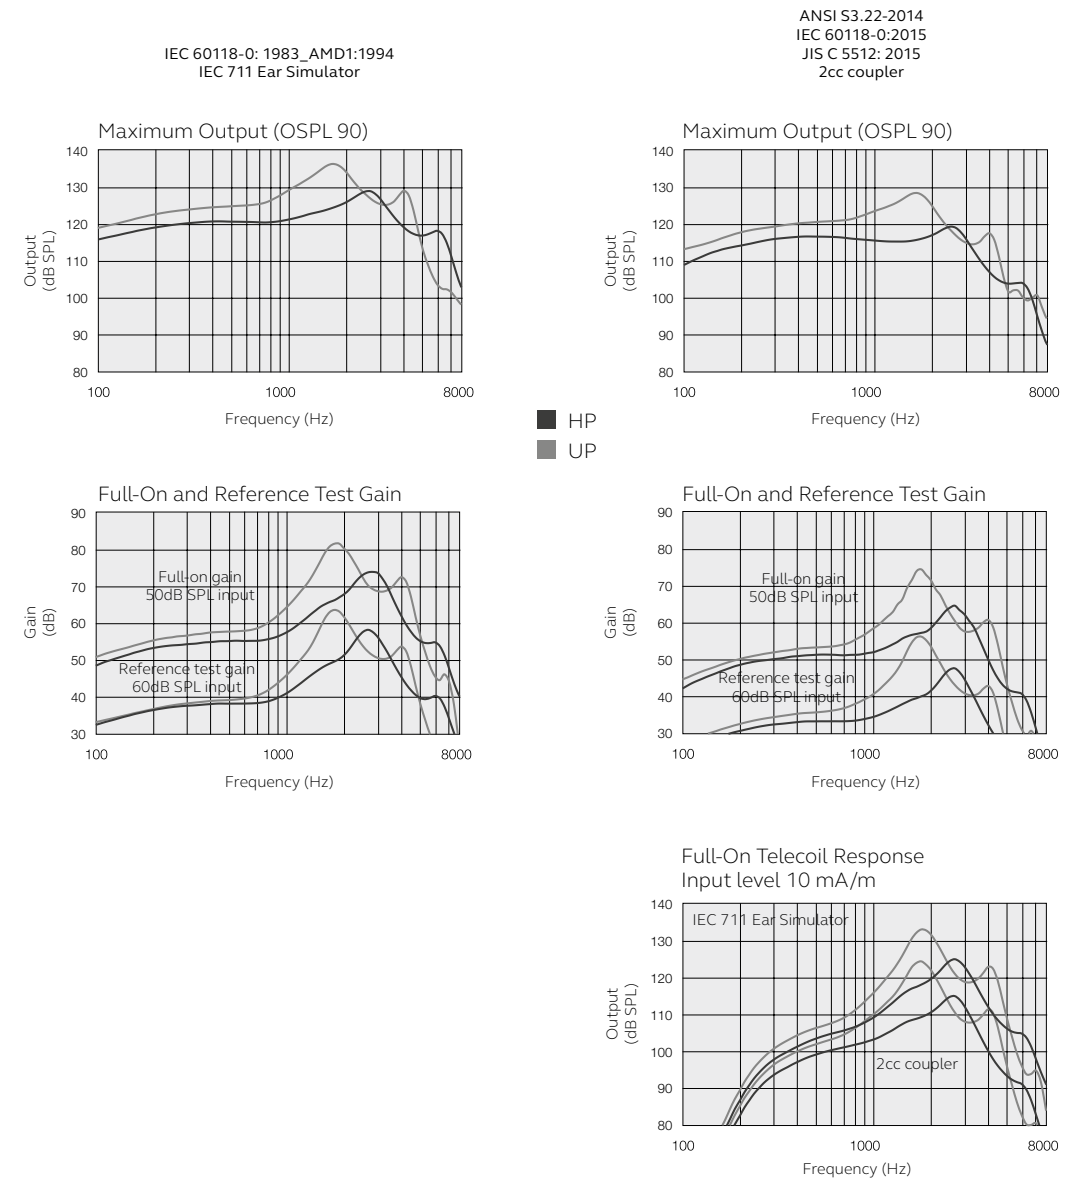 IEC 60118-0: 1983_AMD1:1994
IEC 711 Ear Simulator
ANSI S3.22-2014
IEC 60118-0:2015
JIS C 5512: 2015
2cc coupler
Maximum Output (OSPL 90)
140
130
120
110
100
90
80
Output
(dB SPL)
100
1000
8000
Frequency (Hz)
Maximum Output (OSPL 90)
140
130
120
110
100
90
80
Output
(dB SPL)
100
1000
8000
Frequency (Hz)
HP
UP
Full-On and Reference Test Gain
90
80
70
60
50
40
30
Gain
(dB)
Full-on gain
50dB SPL input
Reference test gain
60dB SPL input
100
1000
8000
Frequency (Hz)
Full-On and Reference Test Gain
90
80
70
60
50
40
30
Gain
(dB)
Full-on gain
50dB SPL input
Reference test gain
60dB SPL input
100
1000
8000
Frequency (Hz)
Full-On Telecoil Response
Input level 10 mA/m
140
130
120
110
100
90
80
Output
(dB SPL)
IEC 711 Ear Simulator
2cc coupler
100
1000
8000
Frequency (Hz)